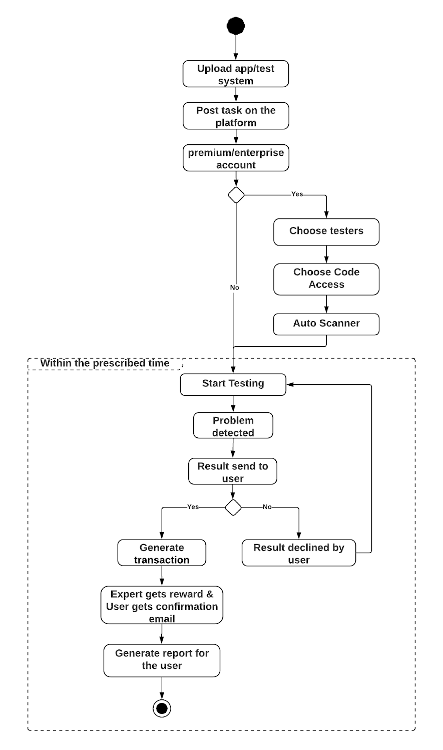 Upload app/test
system
Post task on the
platform
premium/enterprise
account
Yes
Choose testers
Choose Code
Access
No
Auto Scanner
Within the prescribed time
Start Testing
Problem
detected
Result send to
user
Yes
No
Generate
transaction
Result declined by
user
Expert gets reward &
User gets confirmation
email
Generate report for
the user